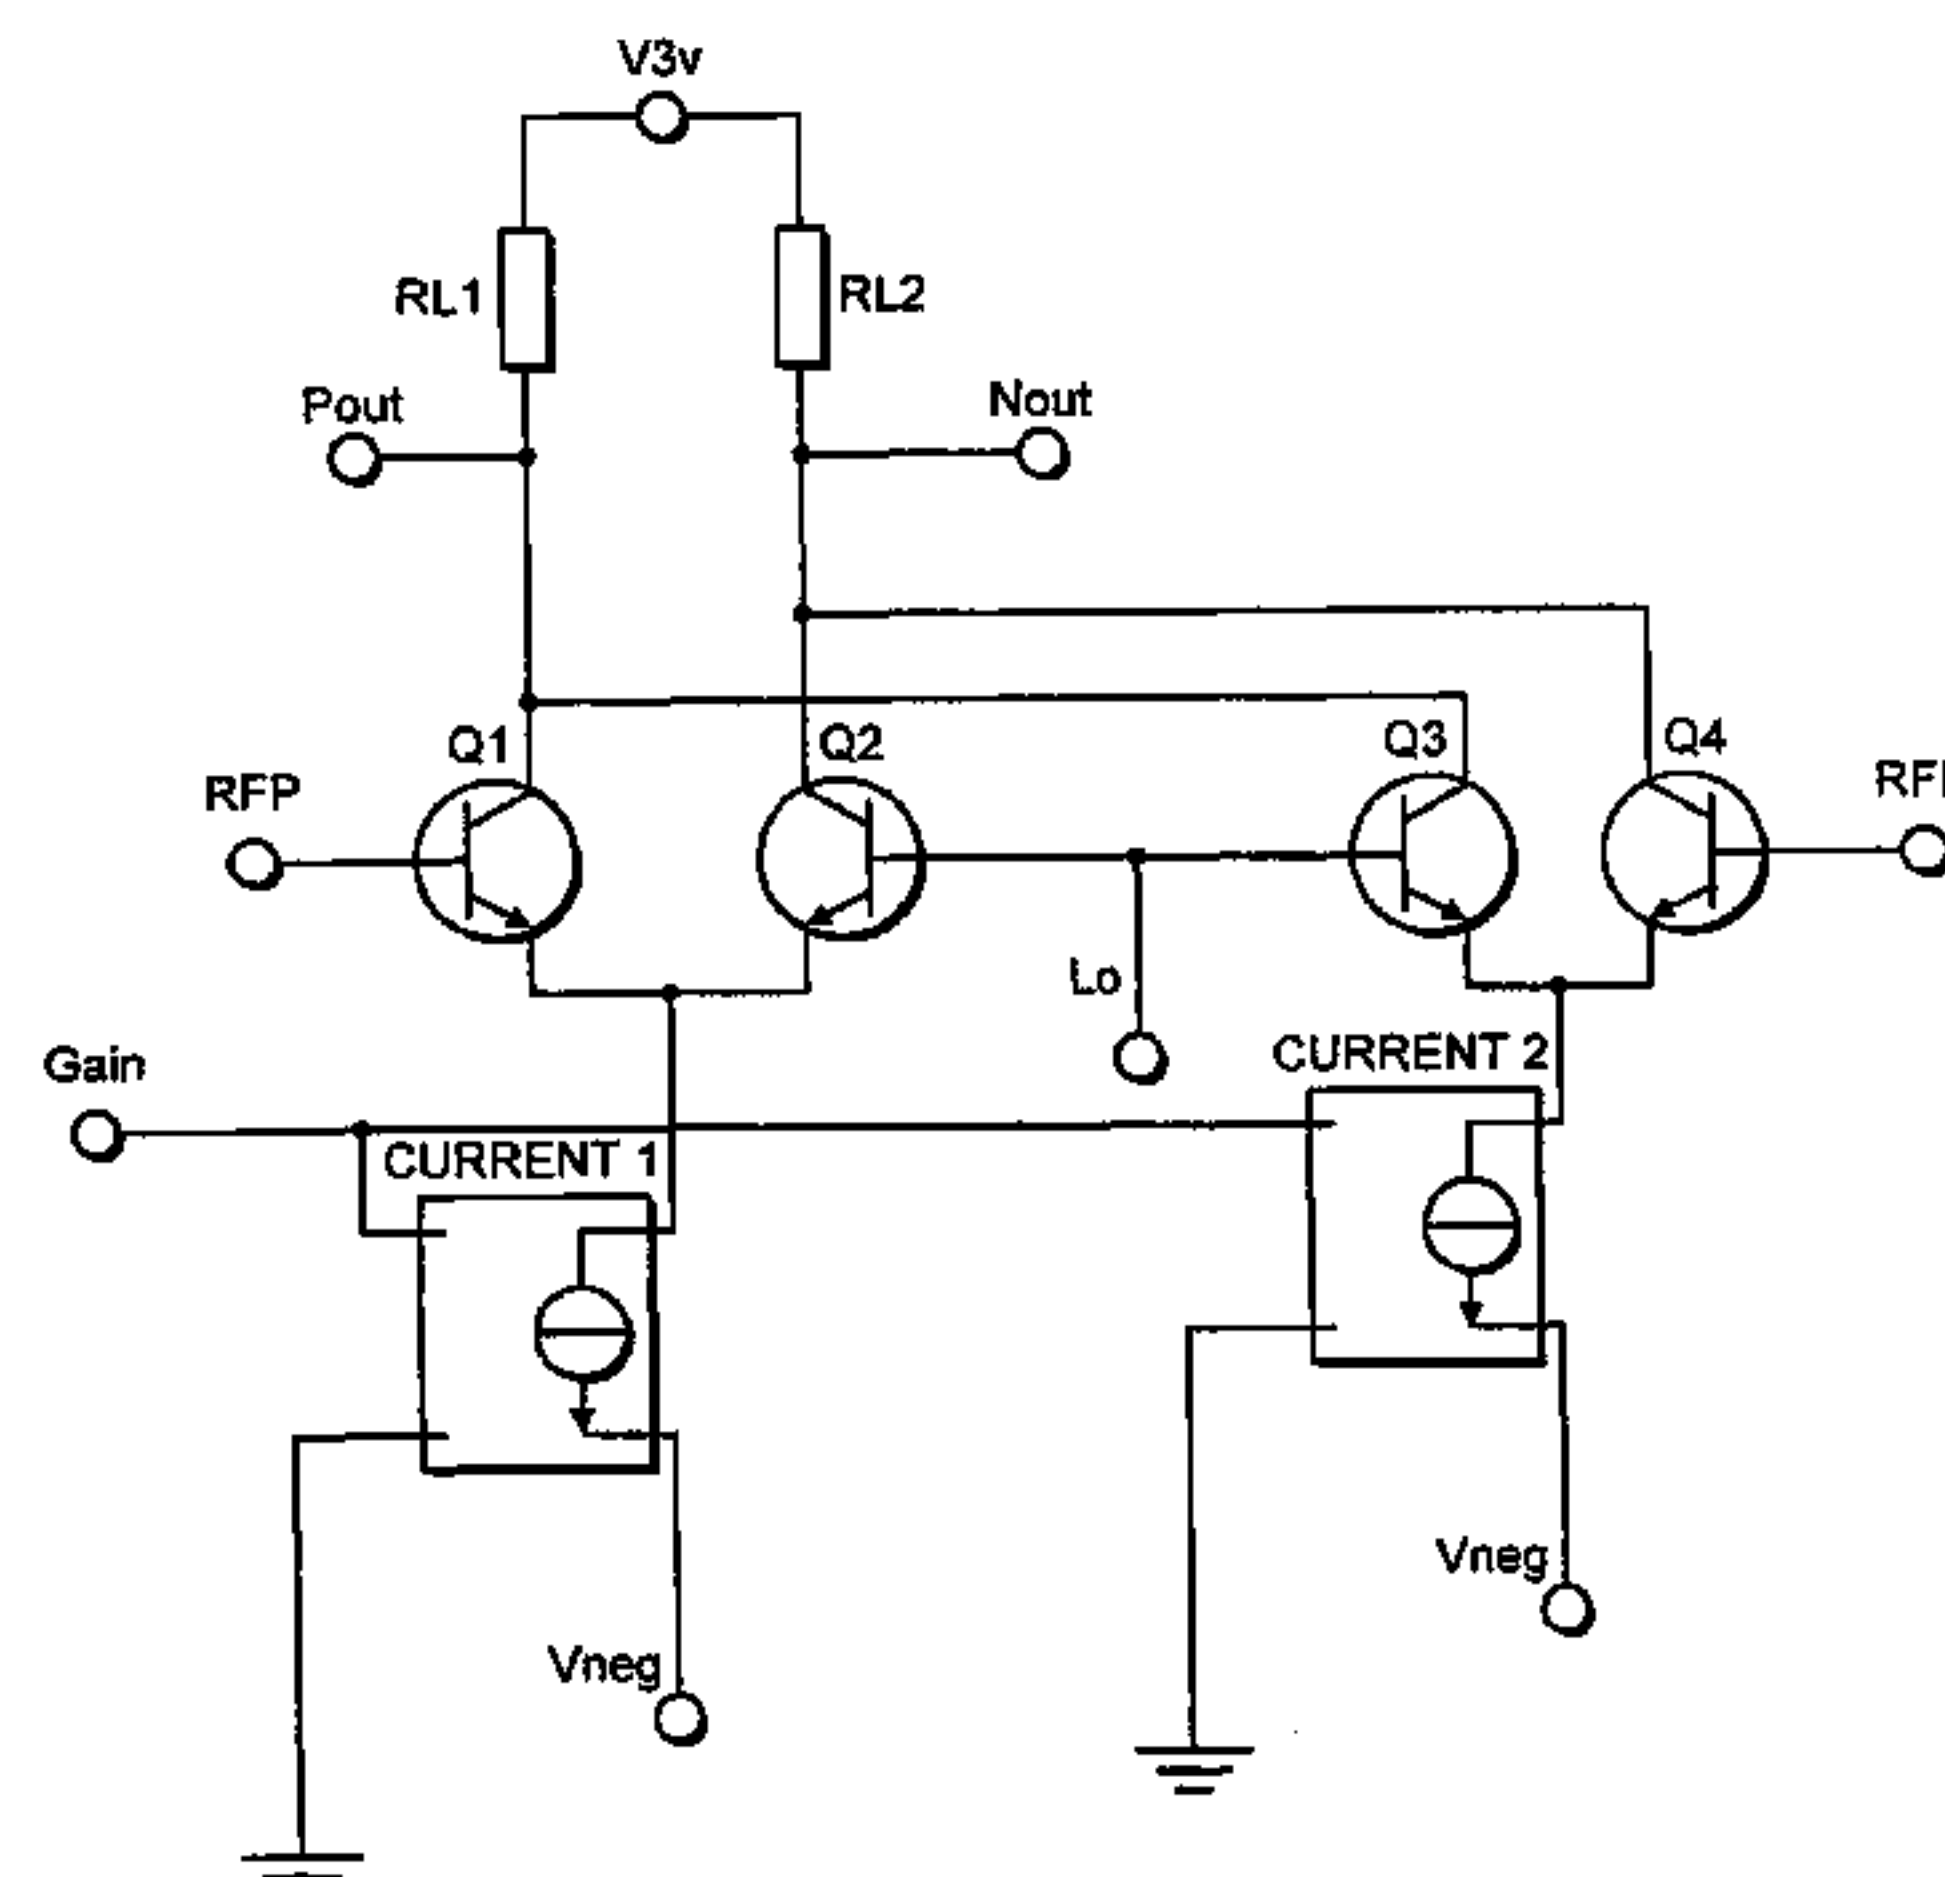 V3v
RL1
RL2
Pout
Nout
Q1
Q2
Q3
Q4
RFP
Lo
Gain
CURRENT 1
CURRENT 2
Vneg
Vneg